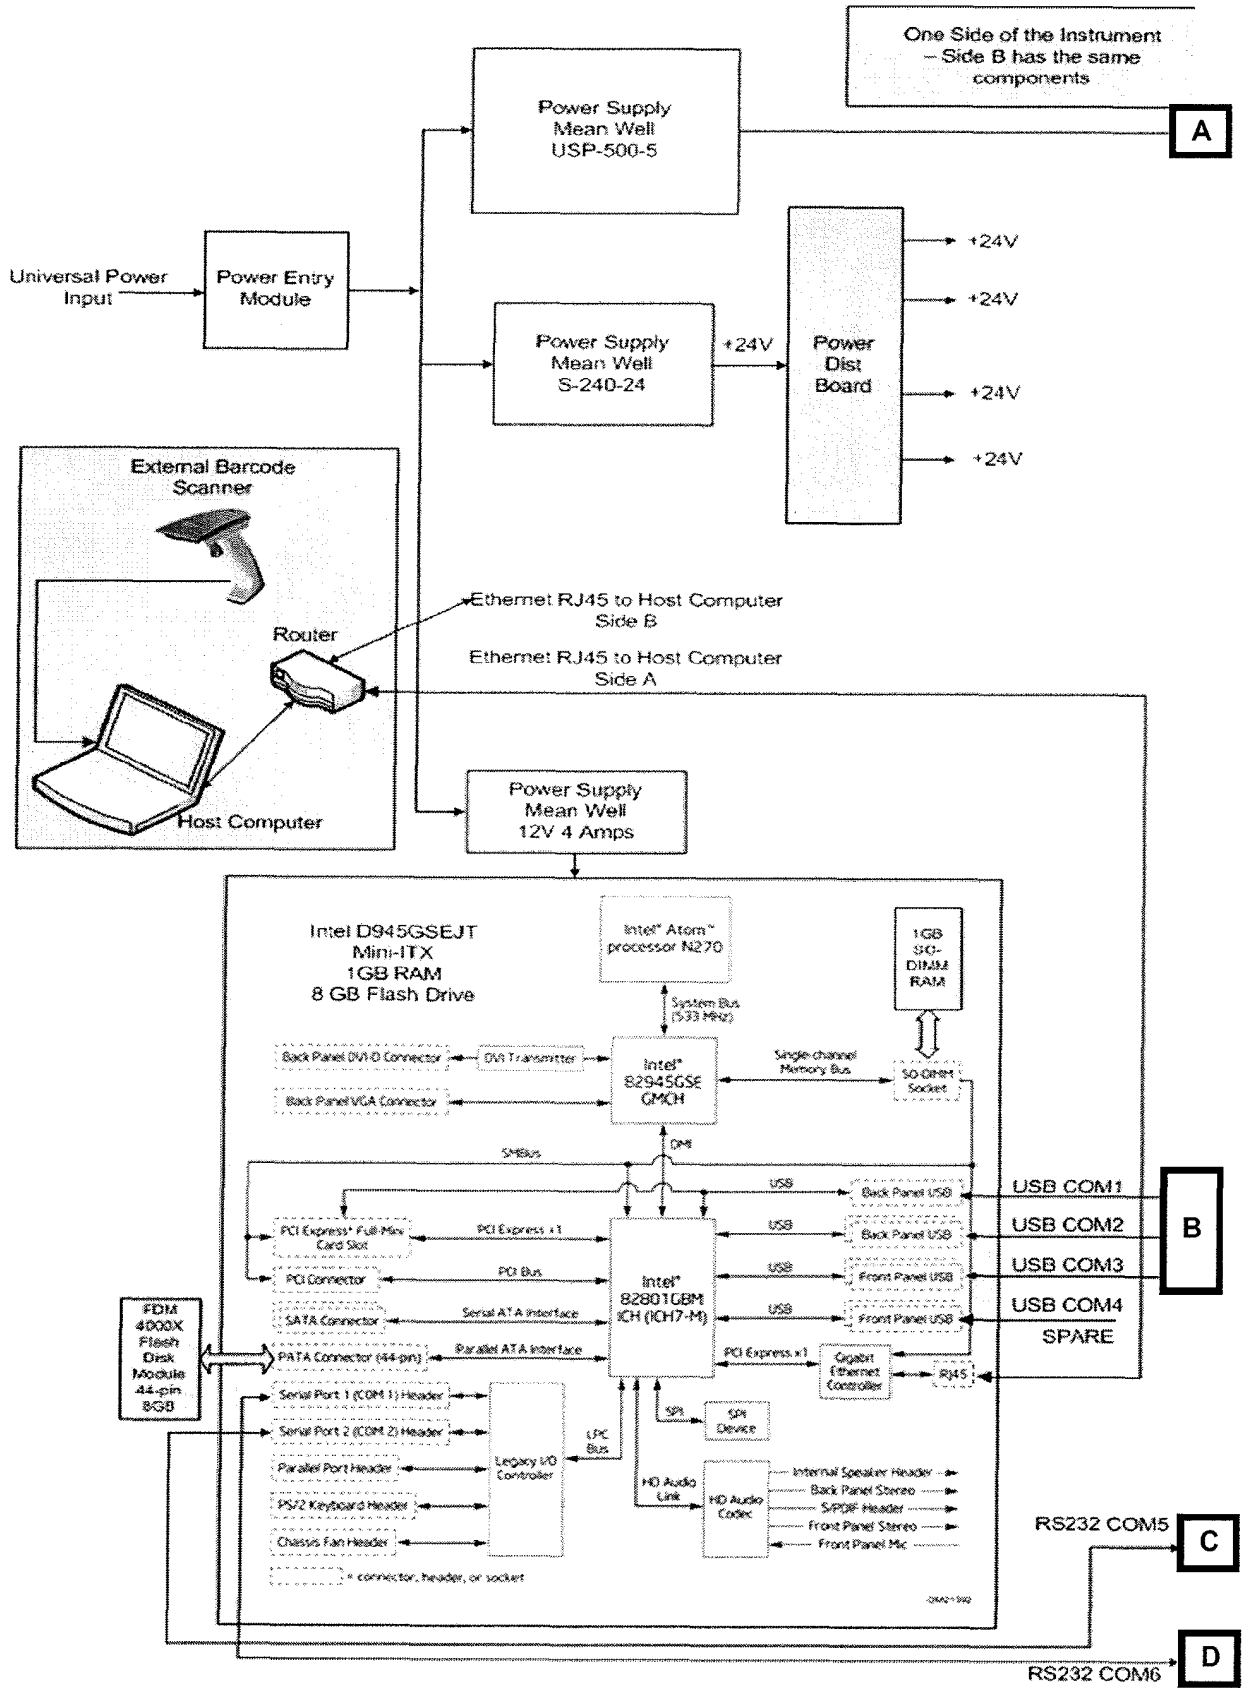 One Side of the Instrument
– Side B has the same
components
A
Power Supply
Mean Well
USP-500-5
Universal Power
Input
Power Entry
Module
Power Supply
Mean Well
S-240-24
+24V
Power
Dist
Board
+24V
+24V
+24V
+24V
External Barcode
Scanner
Router
Host Computer
Ethernet RJ45 to Host Computer
Side B
Ethernet RJ45 to Host Computer
Side A
Power Supply
Mean Well
12V 4 Amps
Intel D945GSEJT
Mini-ITX
1GB RAM
8 GB Flash Drive
Intel® Atom™
processor N270
1GB
SO-
DIMM
RAM
System Bus
(533 MHz)
Back Panel DVI-D Connector
DVI Transmitter
Intel®
82945GSE
GMCH
Single-channel
Memory Bus
SO-DIMM
Socket
Back Panel VGA Connector
DMI
SMBus
USB
Back Panel USB
USB COM1
PCI Express® Full-Mini
Card Slot
PCI Express x1
USB
Back Panel USB
USB COM2
B
PCI Connector
PCI Bus
Intel®
82801GBM
ICH (ICH7-M)
USB
Front Panel USB
USB COM3
SATA Connector
Serial ATA Interface
USB
Front Panel USB
USB COM4
SPARE
FDM
4000X
Flash
Disk
Module
44-pin
8GB
PATA Connector (44-pin)
Parallel ATA Interface
PCI Express x1
Gigabit
Ethernet
Controller
RJ45
Serial Port 1 (COM 1) Header
Serial Port 2 (COM 2) Header
Parallel Port Header
PS/2 Keyboard Header
Chassis Fan Header
Legacy I/O
Controller
LPC
Bus
SPI
SPI
Device
HD Audio
Link
HD Audio
Codec
Internal Speaker Header
Back Panel Stereo
S/PDIF Header
Front Panel Stereo
Front Panel Mic
= connector, header, or socket
RS232 COM5
C
RS232 COM6
D